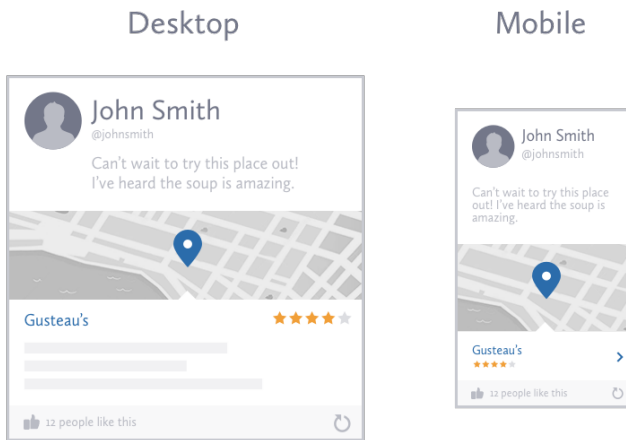 Desktop
Mobile
John Smith
@johnsmith
Can't wait to try this place out!
I've heard the soup is amazing.
Gusteau's
12 people like this
John Smith
@johnsmith
Can't wait to try this place
out! I've heard the soup is
amazing.
Gusteau's
12 people like this